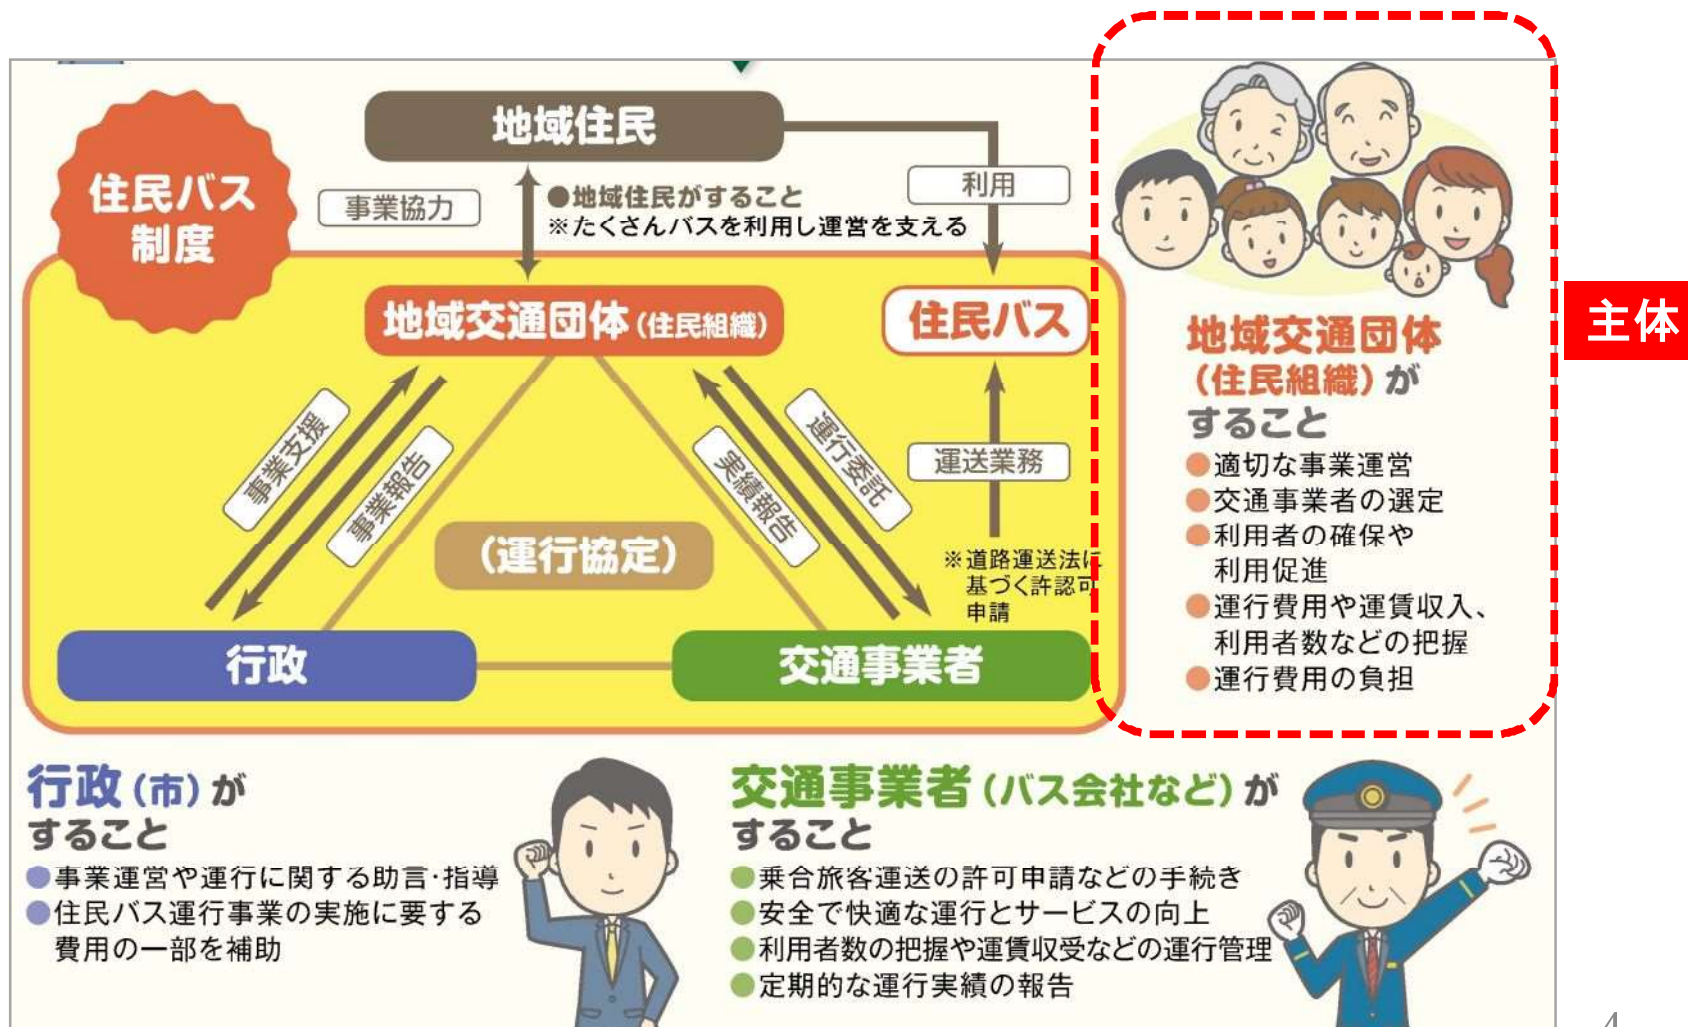 住民バス
制度
地域住民
事業協力
●地域住民がすること
※たくさんバスを利用し運営を支える
利用
地域交通団体(住民組織)
住民バス
事業支援
事業報告
実績報告
運行委託
運送業務
(運行協定)
※道路運送法に
基づく許認可
申請
行政
交通事業者
地域交通団体
(住民組織)が
すること
●適切な事業運営
●交通事業者の選定
●利用者の確保や
利用促進
●運行費用や運賃収入、
利用者数などの把握
●運行費用の負担
主体
行政(市)が
すること
●事業運営や運行に関する助言・指導
●住民バス運行事業の実施に要する
費用の一部を補助
交通事業者(バス会社など)が
すること
●乗合旅客運送の許可申請などの手続き
●安全で快適な運行とサービスの向上
●利用者数の把握や運賃収受などの運行管理
●定期的な運行実績の報告
4